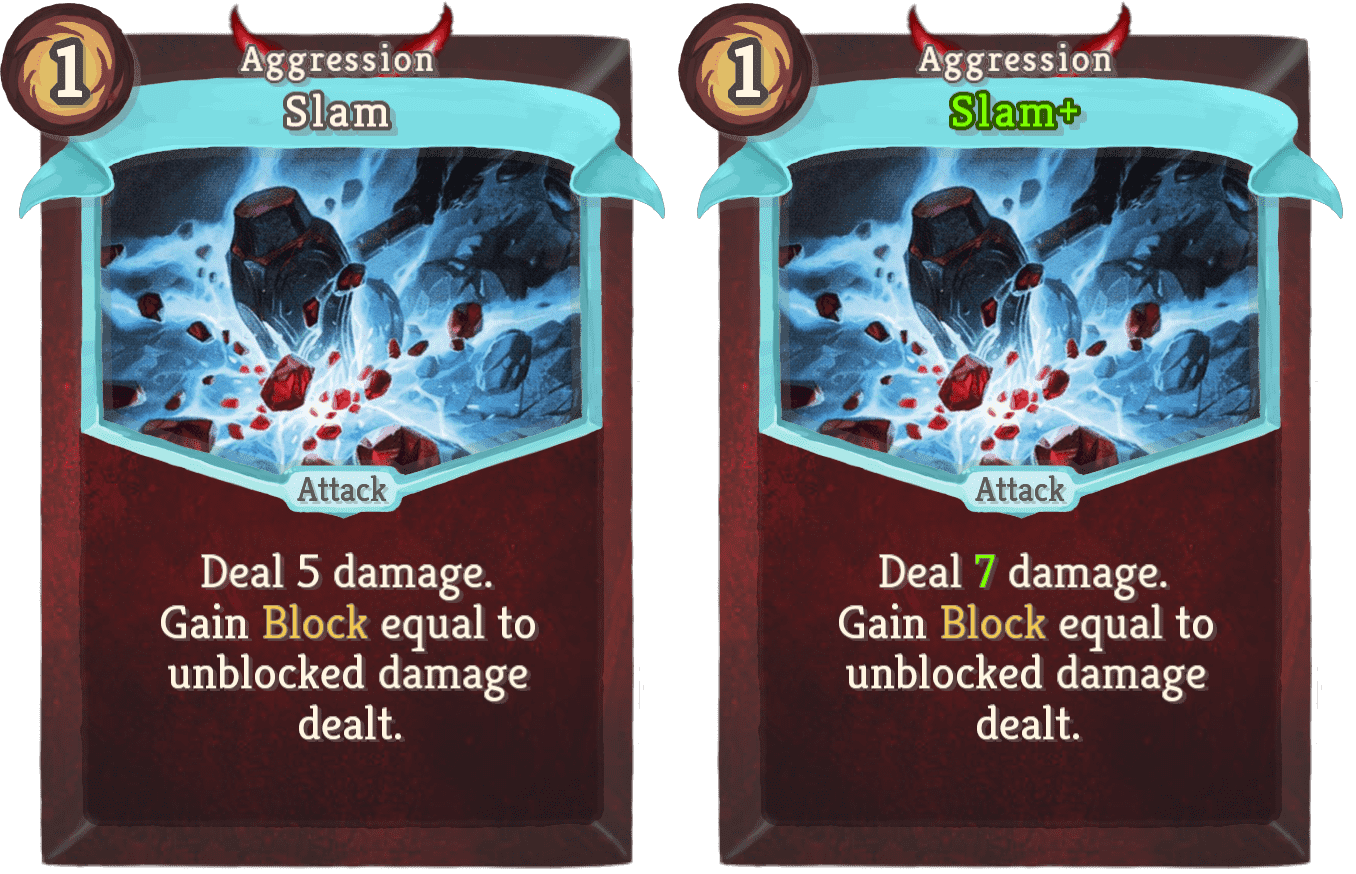 1
Aggression
Slam
Attack
Deal 5 damage.
Gain Block equal to
unblocked damage
dealt.
1
Aggression
Slam+
Attack
Deal 7 damage.
Gain Block equal to
unblocked damage
dealt.